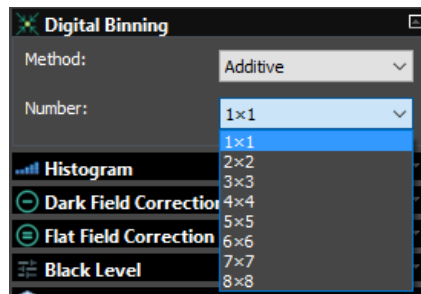 Digital Binning
Method: Additive
Number: 1×1
1×1
2×2
3×3
4×4
5×5
6×6
7×7
8×8
Histogram
Dark Field Correction
Flat Field Correction
Black Level